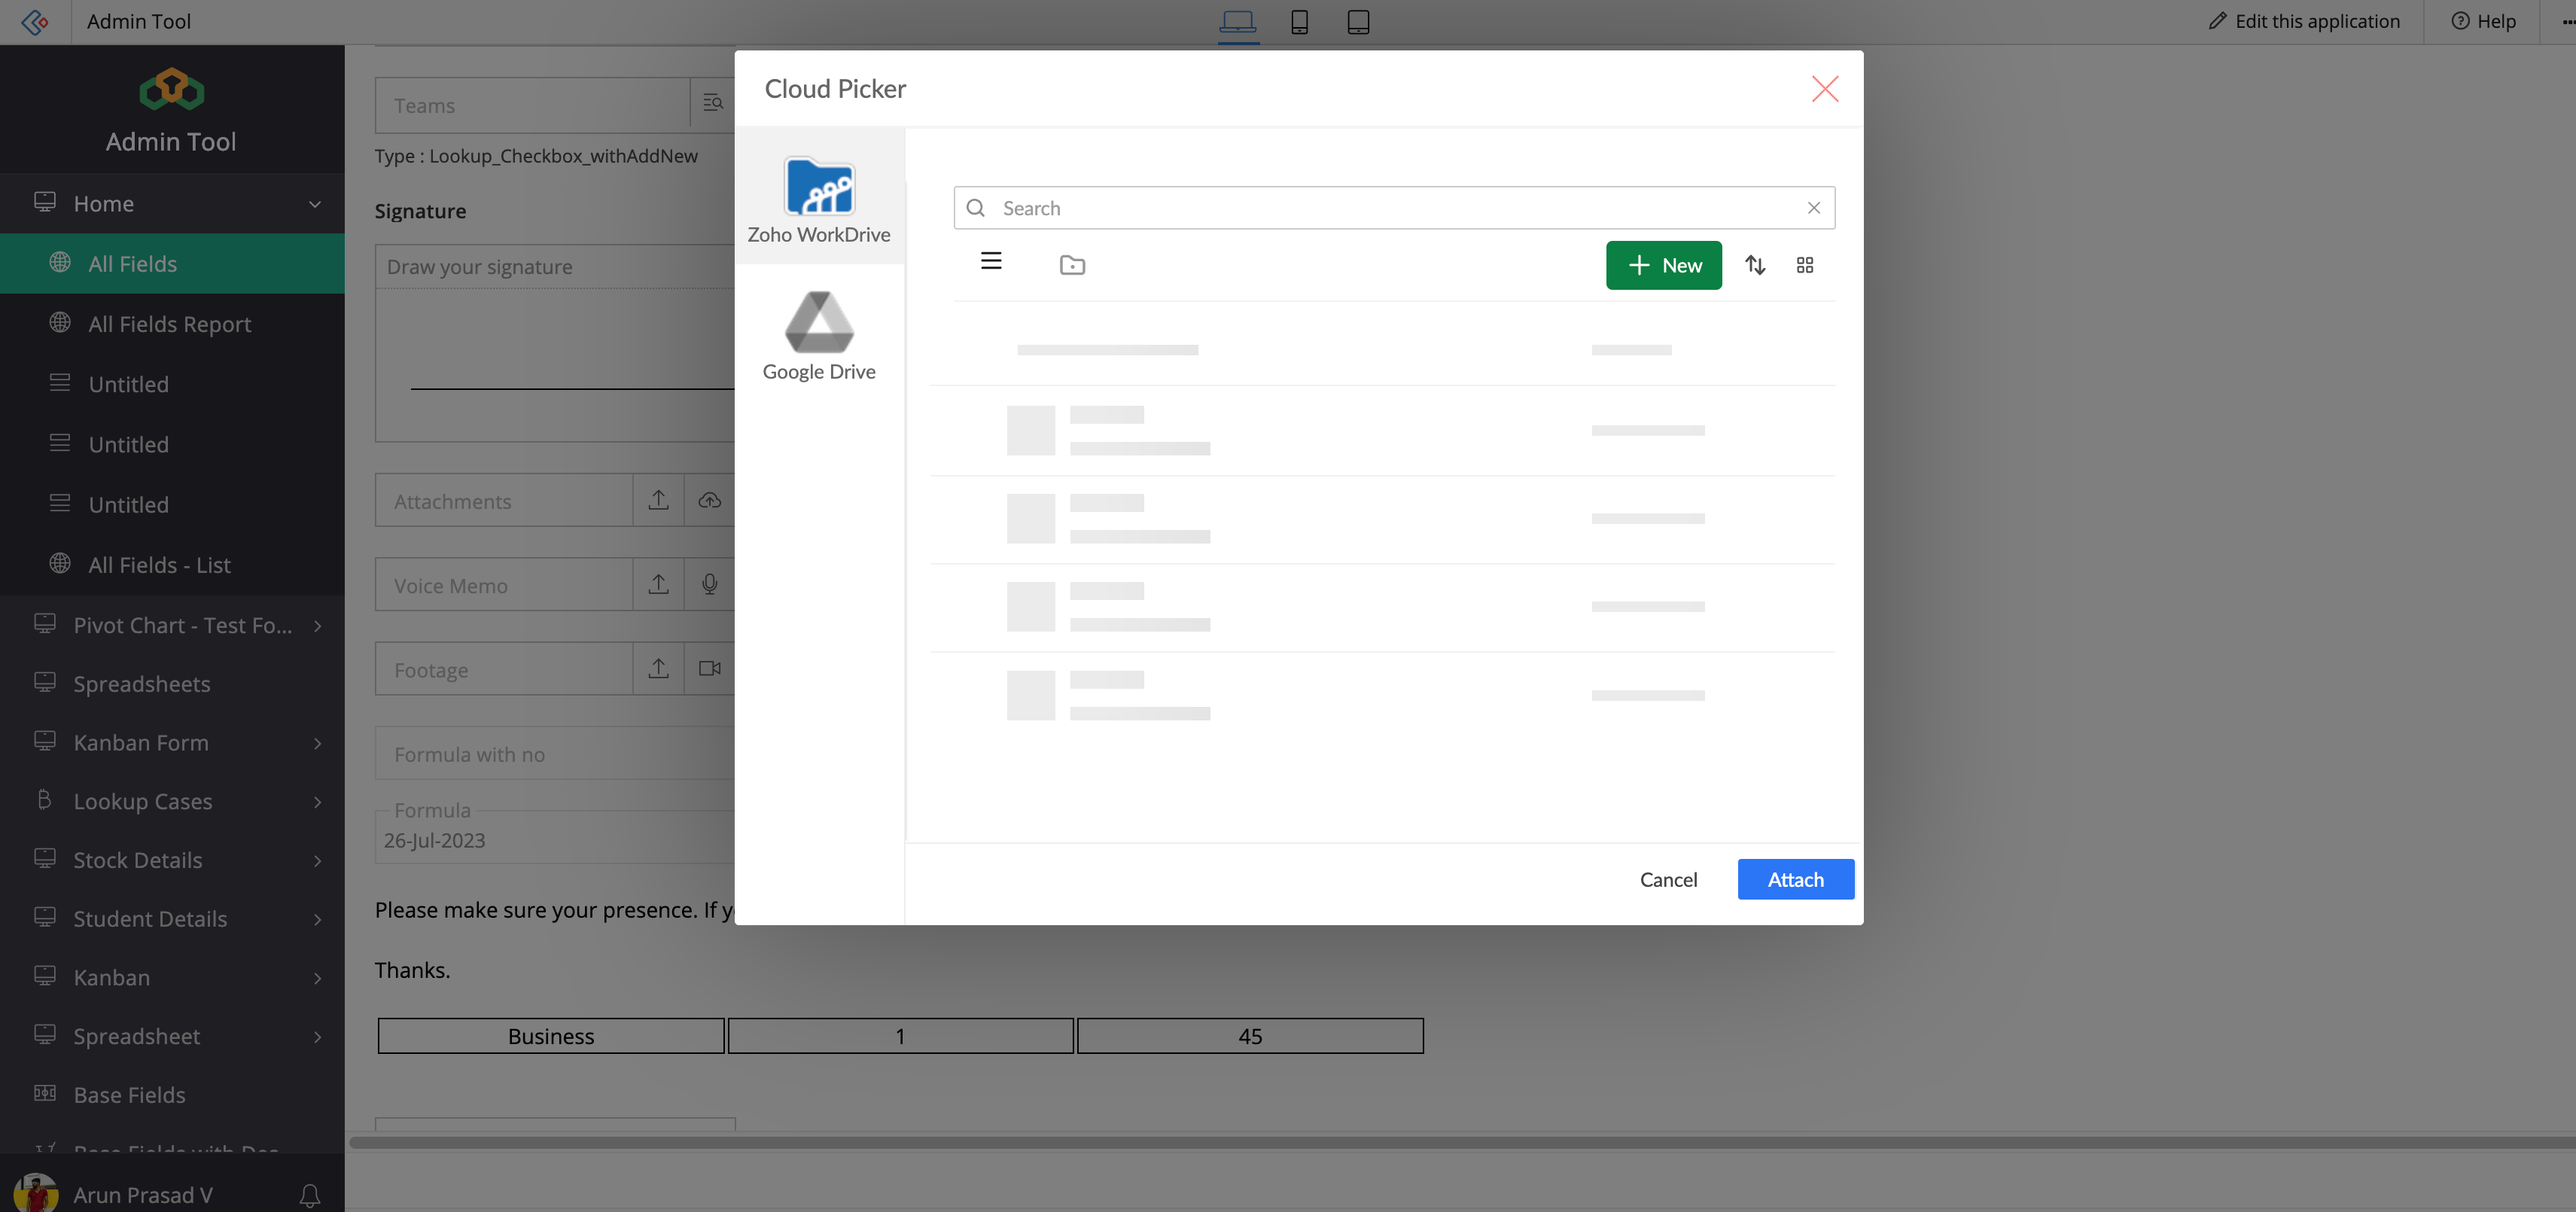 Admin Tool
Edit this application
Help
Admin Tool
Home
All Fields
All Fields Report
Untitled
Untitled
Untitled
All Fields - List
Pivot Chart - Test Fo...
Spreadsheets
Kanban Form
Lookup Cases
Stock Details
Student Details
Kanban
Spreadsheet
Base Fields
Base Fields with Des
Arun Prasad V
Teams
Type : Lookup_Checkbox_withAddNew
Signature
Draw your signature
Attachments
Voice Memo
Footage
Formula with no
Formula
26-Jul-2023
Please make sure your presence. If y
Thanks.
Business 1 45
Cloud Picker
Zoho WorkDrive
Google Drive
Search
New
Cancel
Attach